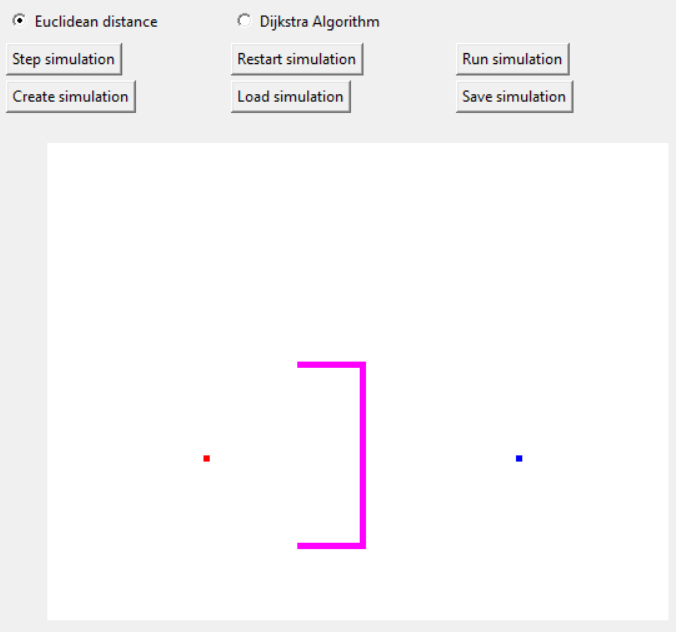 Euclidean distance Dijkstra Algorithm
Step simulation Restart simulation Run simulation
Create simulation Load simulation Save simulation